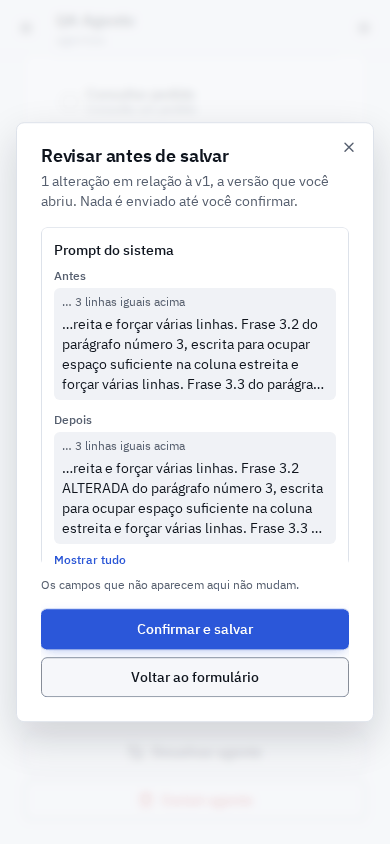 Revisar antes de salvar
1 alteração em relação à v1, a versão que você
abriu. Nada é enviado até você confirmar.
Prompt do sistema
Antes
... 3 linhas iguais acima
...reita e forçar várias linhas. Frase 3.2 do
parágrafo número 3, escrita para ocupar
espaço suficiente na coluna estreita e
forçar várias linhas. Frase 3.3 do parágra...
Depois
... 3 linhas iguais acima
...reita e forçar várias linhas. Frase 3.2
ALTERADA do parágrafo número 3, escrita
para ocupar espaço suficiente na coluna
estreita e forçar várias linhas. Frase 3.3 ...
Mostrar tudo
Os campos que não aparecem aqui não mudam.
Confirmar e salvar
Voltar ao formulário